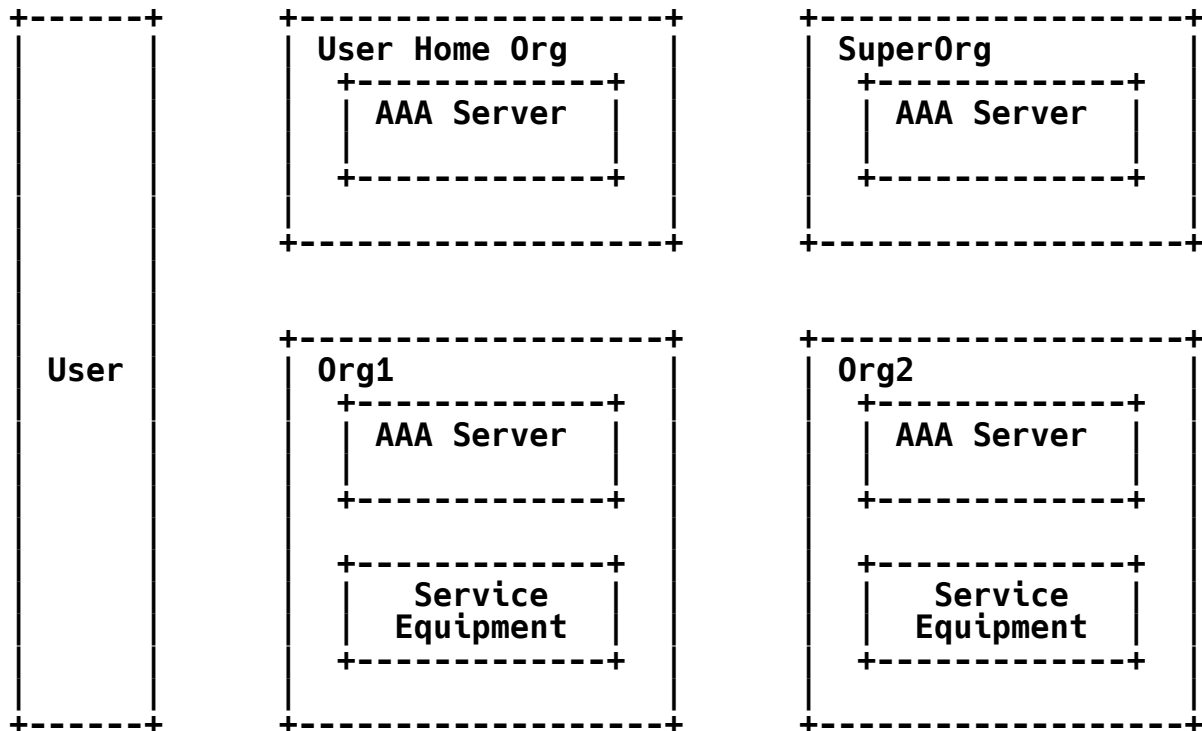 User Home Org
AAA Server
SuperOrg
AAA Server
User
Org1
AAA Server
Service
Equipment
Org2
AAA Server
Service
Equipment